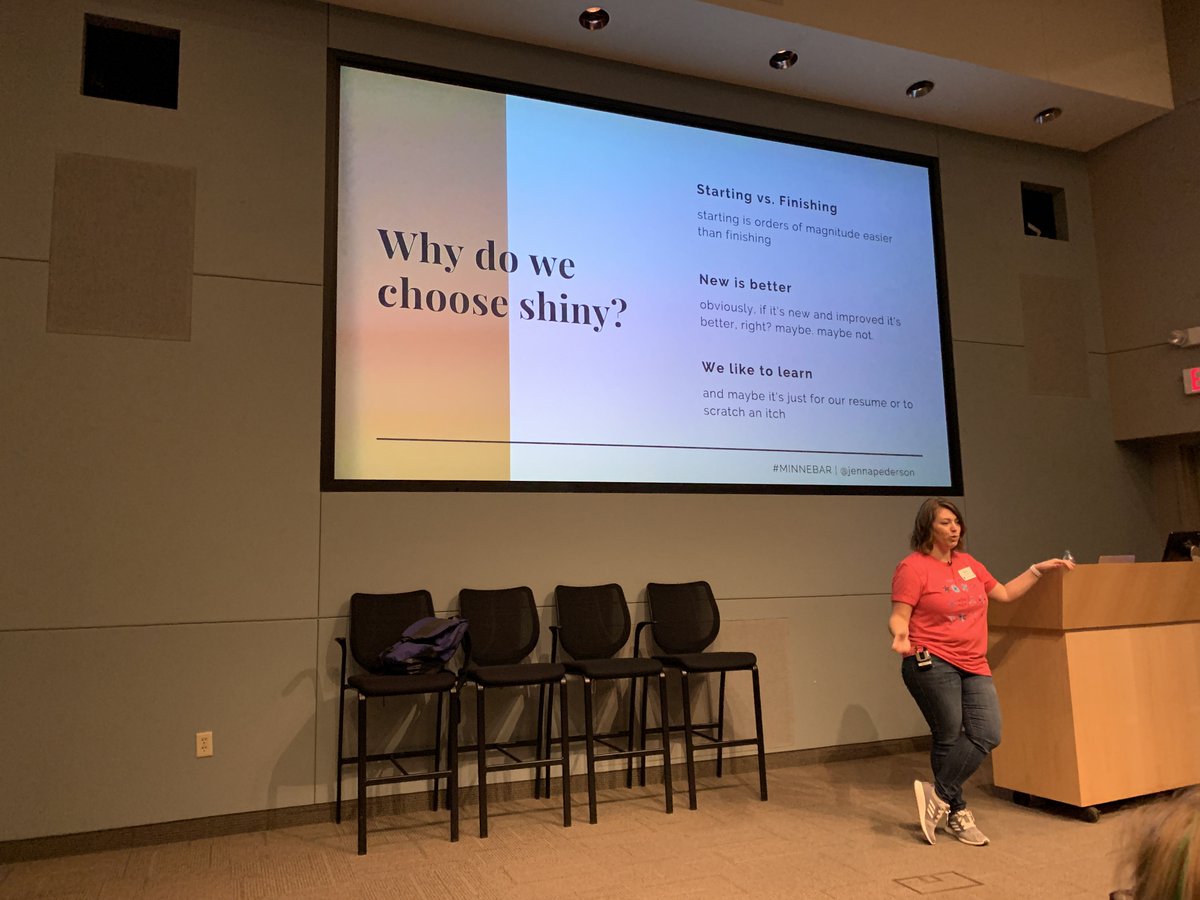 Why do we
choose shiny?
Starting vs. Finishing
starting is orders of magnitude easier
than finishing
New is better
obviously. if it's new and improved it's
better, right? maybe. maybe not.
We like to learn
and maybe it's just for our resume or to
scratch an itch
#MINNEBAR | @jennapederson